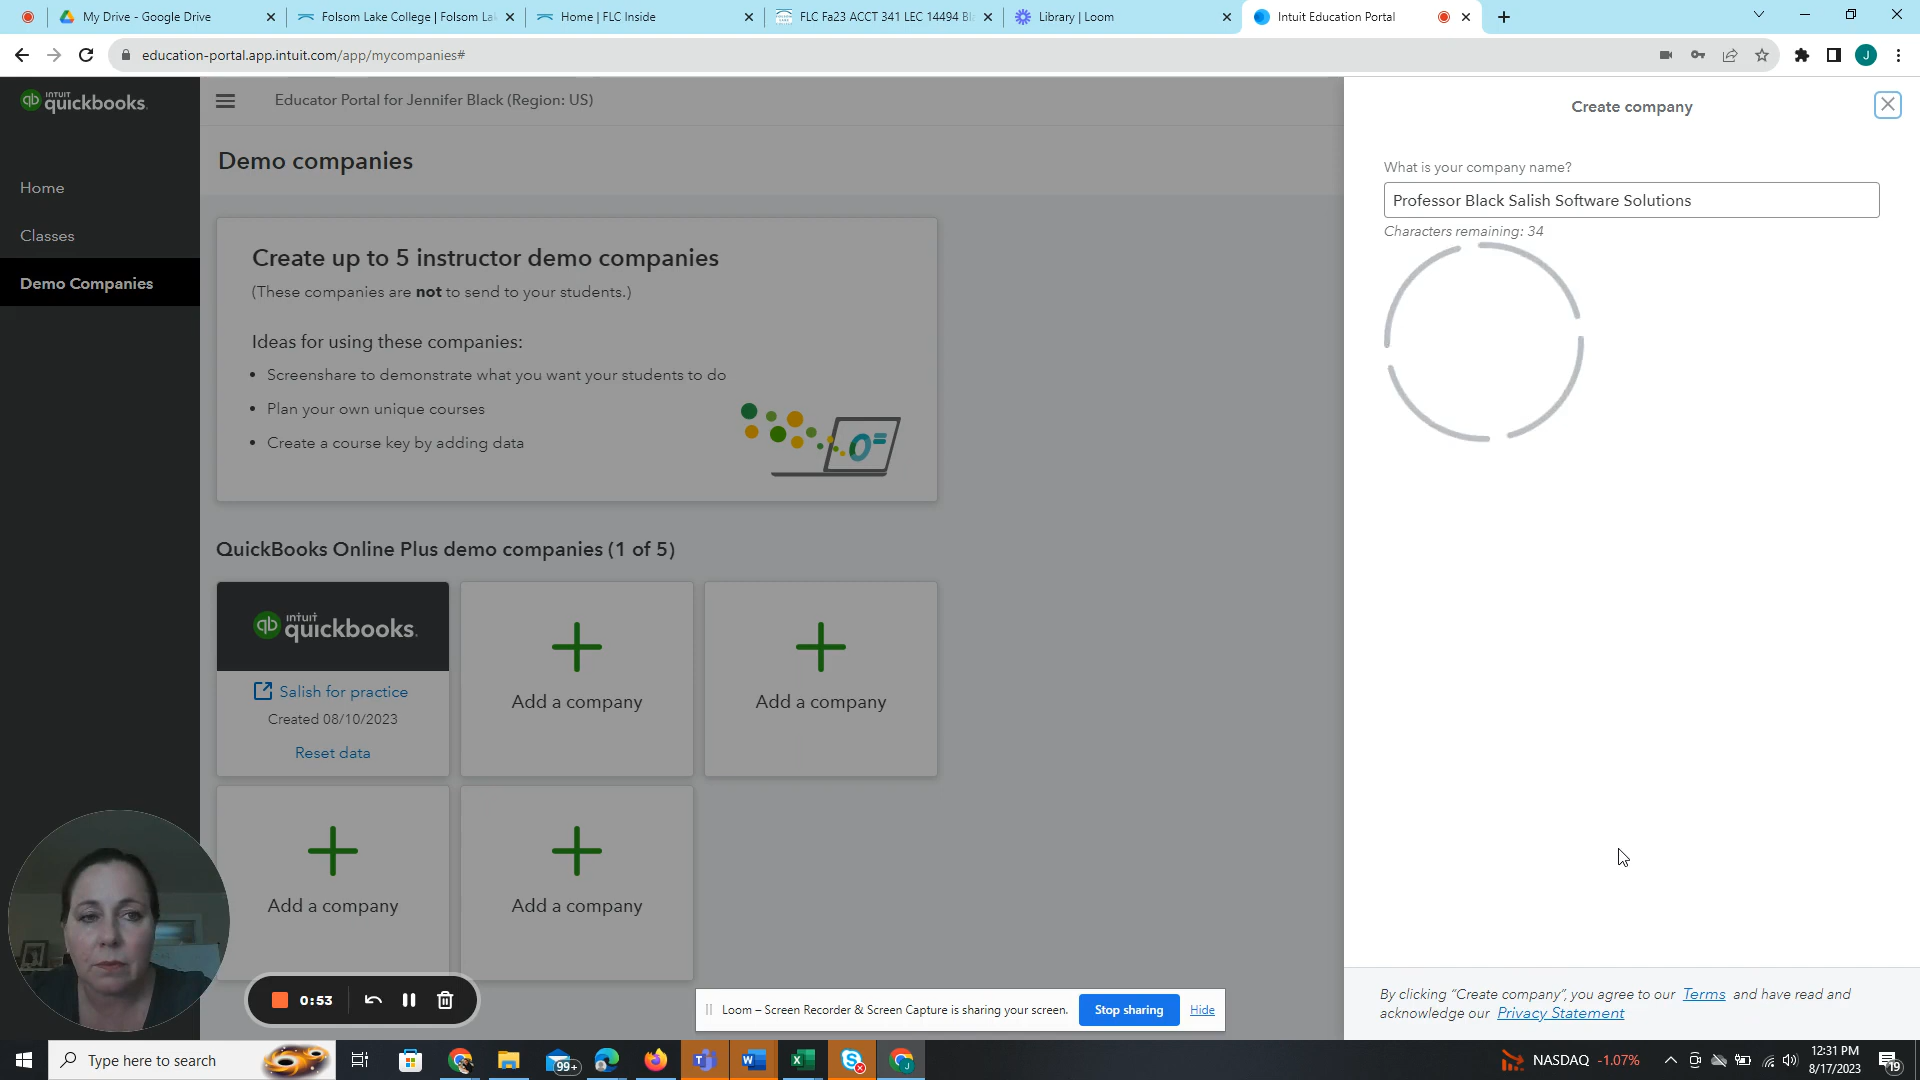 My Drive - Google Drive
Folsom Lake College | Folsom La
Home | FLC Inside
FLC Fa23 ACCT 341 LEC 14494 Bl
Library | Loom
Intuit Education Portal
education-portal.app.intuit.com/app/mycompanies#
J
qb intuit quickbooks.
Educator Portal for Jennifer Black (Region: US)
Create company
Home
Classes
Demo Companies
Demo companies
What is your company name?
Professor Black Salish Software Solutions
Characters remaining: 34
Create up to 5 instructor demo companies
(These companies are not to send to your students.)
Ideas for using these companies:
• Screenshare to demonstrate what you want your students to do
• Plan your own unique courses
• Create a course key by adding data
QuickBooks Online Plus demo companies (1 of 5)
qb intuit quickbooks.
Salish for practice
Created 08/10/2023
Reset data
Add a company
Add a company
Add a company
Add a company
0:53
Loom – Screen Recorder & Screen Capture is sharing your screen.
Stop sharing
Hide
By clicking "Create company", you agree to our Terms and have read and
acknowledge our Privacy Statement
Type here to search
99+
NASDAQ -1.07%
12:31 PM
8/17/2023
19